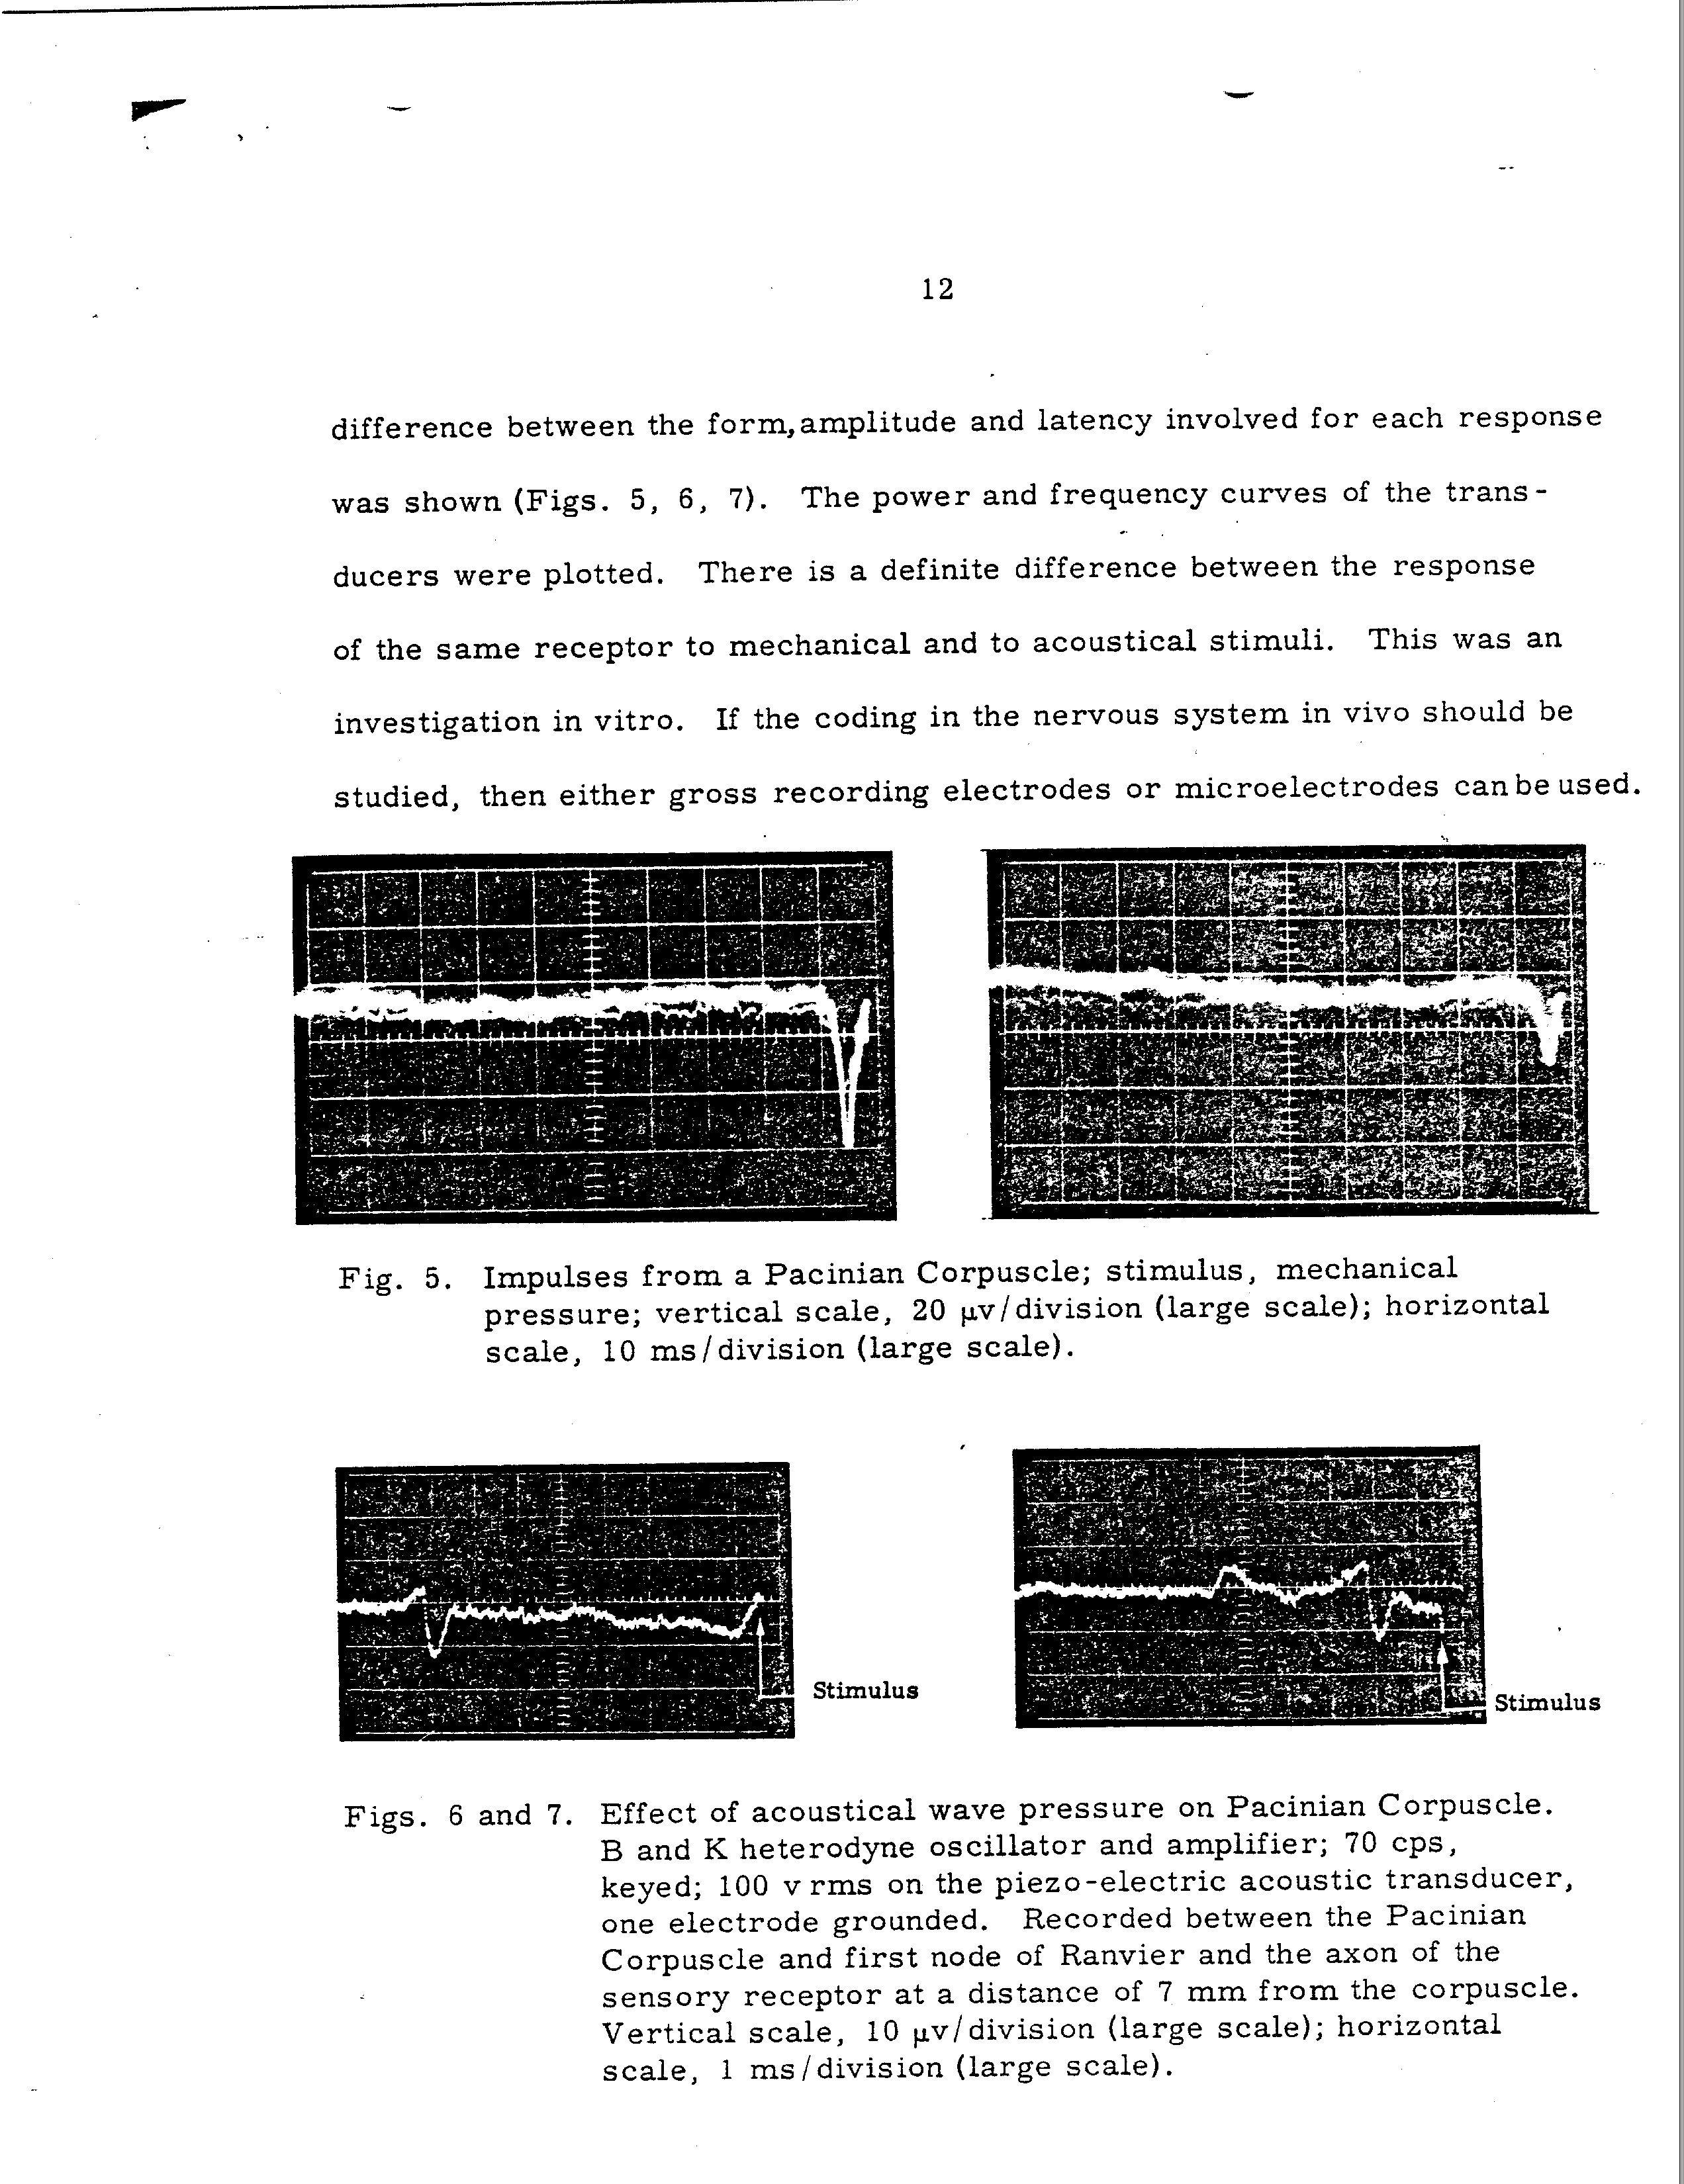 12
difference between the form, amplitude and latency involved for each response
was shown (Figs. 5, 6, 7). The power and frequency curves of the trans-
ducers were plotted. There is a definite difference between the response
of the same receptor to mechanical and to acoustical stimuli. This was an
investigation in vitro. If the coding in the nervous system in vivo should be
studied, then either gross recording electrodes or microelectrodes can be used.
Fig. 5. Impulses from a Pacinian Corpuscle; stimulus, mechanical
pressure; vertical scale, 20 μv/division (large scale); horizontal
scale, 10 ms/division (large scale).
Stimulus
Stimulus
Figs. 6 and 7. Effect of acoustical wave pressure on Pacinian Corpuscle.
B and K heterodyne oscillator and amplifier; 70 cps,
keyed; 100 v rms on the piezo-electric acoustic transducer,
one electrode grounded. Recorded between the Pacinian
Corpuscle and first node of Ranvier and the axon of the
sensory receptor at a distance of 7 mm from the corpuscle.
Vertical scale, 10 μv/division (large scale); horizontal
scale, 1 ms/division (large scale).